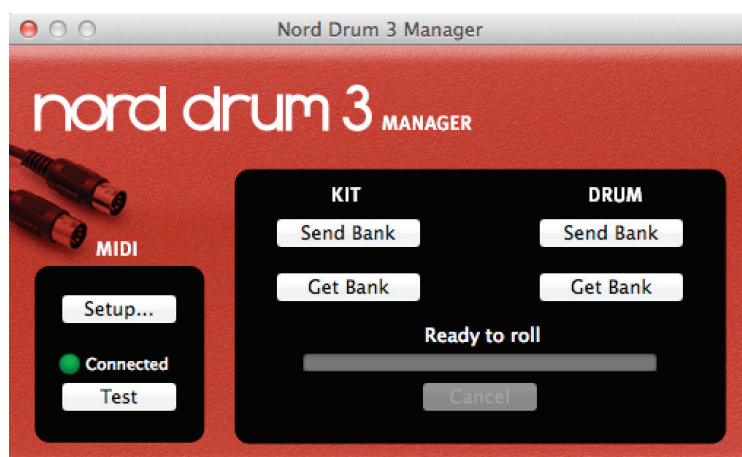 Nord Drum 3 Manager
nord drum 3 MANAGER
MIDI
Setup...
Connected
Test
KIT DRUM
Send Bank Send Bank
Get Bank Get Bank
Ready to roll
Cancel